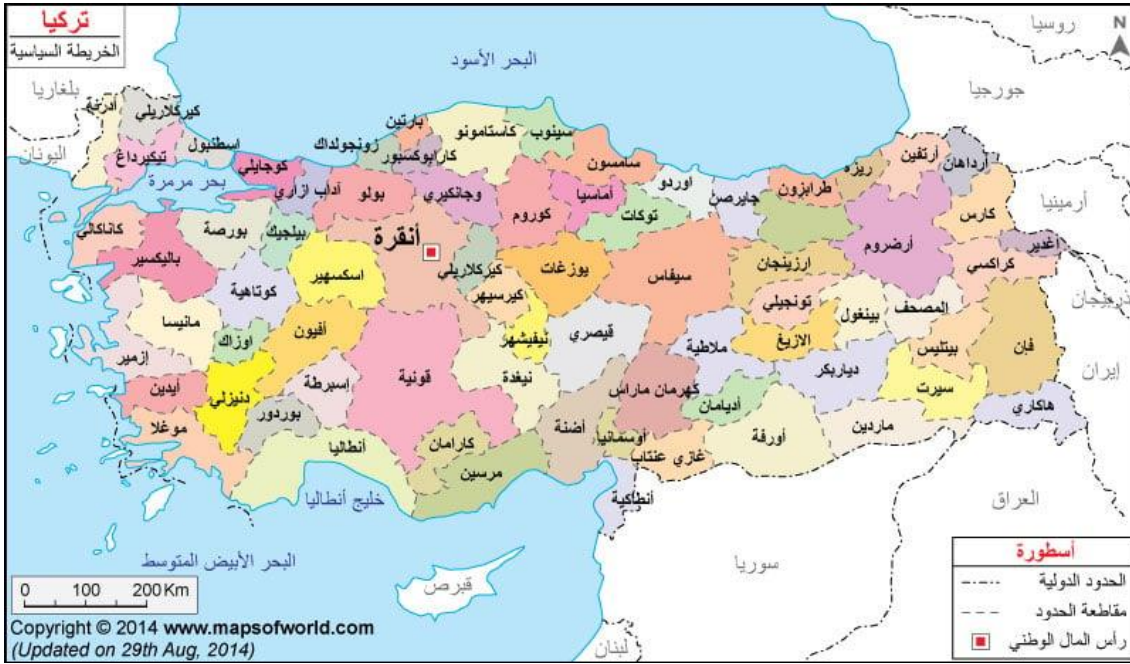 تركيا
الخريطة السياسية
N
روسيا
البحر الأسود
جورجيا
بلغاريا
أدرنة
كيركلاريلي
اليونان
تيكيرداغ
اسطنبول
كوجايلي
زونجولداك
بارتين
كارابوكسبور
كاستامونو
سينوب
سامسون
أرتفين
أرداهان
ريزه
طرابزون
جايرصن
اوردو
بحر مرمرة
أداب ازاري
بولو
وجانكيري
كوروم
أماسيا
توكات
كارس
أرمينيا
كاناكالي
باليكسير
بورصة
بيلجيك
أنقرة
أرضروم
اغدير
كراكسي
اسكسهير
كيركلاريلي
يوزغات
سيفاس
ارزينجان
كوتاهية
كيرسيهر
تونجيلي
بينغول
المصحف
ذربيجان
مانيسا
أفيون
اوزاك
نيفيشهر
قيصري
ملاطية
الازيغ
بيتليس
فان
إزمير
إيران
أيدين
دنيزلي
إسبرطة
قونية
نيغدة
كهرمان ماراس
دياربكر
سيرت
أديامان
هاكاري
موغلا
بوردور
أنطاليا
كارامان
أضنة
أوسمانيا
أورفة
ماردين
مرسين
غازي عنتاب
خليج أنطاليا
أنطاكية
العراق
البحر الأبيض المتوسط
سوريا
قبرص
لبنان
أسطورة
الحدود الدولية
مقاطعة الحدود
رأس المال الوطني
0 100 200 Km
Copyright © 2014 www.mapsofworld.com
(Updated on 29th Aug, 2014)